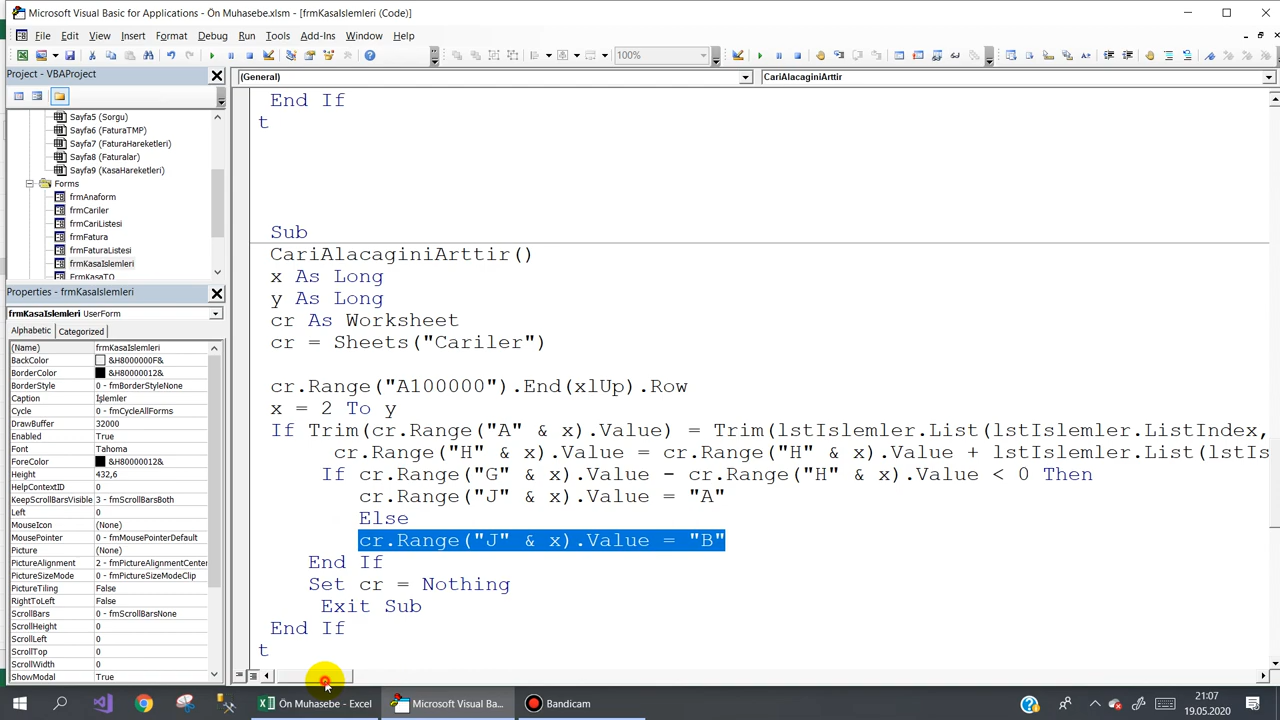 Microsoft Visual Basic for Applications - Ön Muhasebe.xlsm - [frmKasaIslemleri (Code)]
File Edit View Insert Format Debug Run Tools Add-Ins Window Help
100%
Project - VBAProject
(General)
CariAlacaginiArttir
Sayfa5 (Sorgu)
Sayfa6 (FaturaTMP)
Sayfa7 (FaturaHareketleri)
Sayfa8 (Faturalar)
Sayfa9 (KasaHareketleri)
Forms
frmAnaform
frmCariler
frmCariListesi
frmFatura
frmFaturaListesi
frmKasaIslemleri
FrmKasaTO
Properties - frmKasaIslemleri
frmKasaIslemleri UserForm
Alphabetic Categorized
(Name) frmKasaIslemleri
BackColor &H8000000F&
BorderColor &H80000012&
BorderStyle 0 - fmBorderStyleNone
Caption İşlemler
Cycle 0 - fmCycleAllForms
DrawBuffer 32000
Enabled True
Font Tahoma
ForeColor &H80000012&
Height 432,6
HelpContextID 0
KeepScrollBarsVisible 3 - fmScrollBarsBoth
Left 0
MouseIcon (None)
MousePointer 0 - fmMousePointerDefault
Picture (None)
PictureAlignment 2 - fmPictureAlignmentCenter
PictureSizeMode 0 - fmPictureSizeModeClip
PictureTiling False
RightToLeft False
ScrollBars 0 - fmScrollBarsNone
ScrollHeight 0
ScrollLeft 0
ScrollTop 0
ScrollWidth 0
ShowModal True
End If
t
Sub
CariAlacaginiArttir()
x As Long
y As Long
cr As Worksheet
cr = Sheets("Cariler")
cr.Range("A100000").End(xlUp).Row
x = 2 To y
If Trim(cr.Range("A" & x).Value) = Trim(lstIslemler.List(lstIslemler.ListIndex,
cr.Range("H" & x).Value = cr.Range("H" & x).Value + lstIslemler.List(lstIs
If cr.Range("G" & x).Value - cr.Range("H" & x).Value < 0 Then
cr.Range("J" & x).Value = "A"
Else
cr.Range("J" & x).Value = "B"
End If
Set cr = Nothing
Exit Sub
End If
t
Ön Muhasebe - Excel
Microsoft Visual Ba...
Bandicam
21:07
19.05.2020